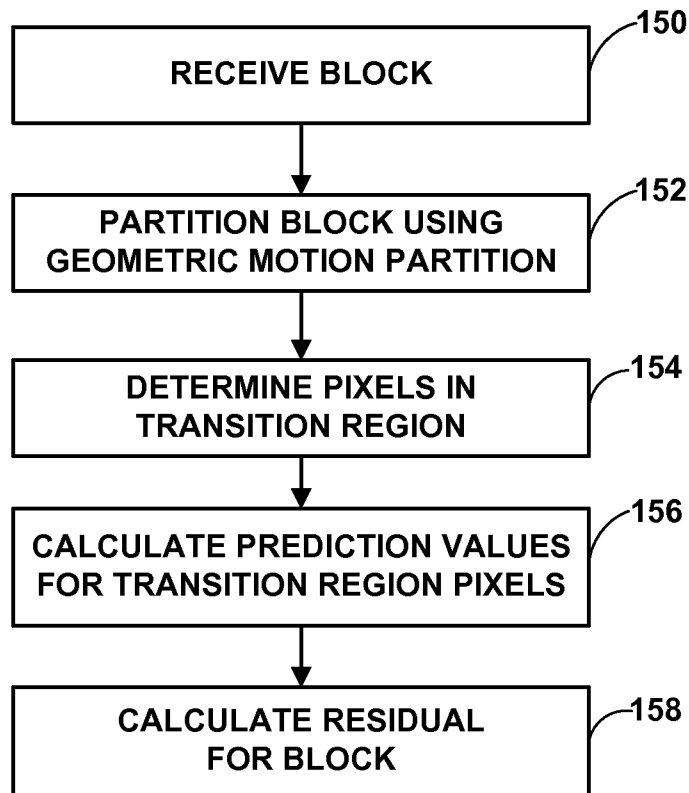 150
RECEIVE BLOCK
152
PARTITION BLOCK USING
GEOMETRIC MOTION PARTITION
154
DETERMINE PIXELS IN
TRANSITION REGION
156
CALCULATE PREDICTION VALUES
FOR TRANSITION REGION PIXELS
158
CALCULATE RESIDUAL
FOR BLOCK